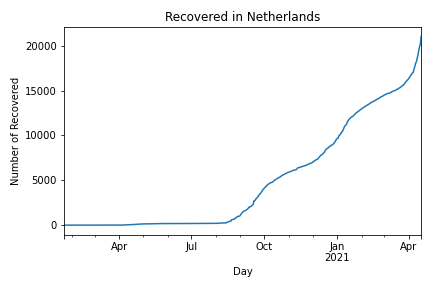 Recovered in Netherlands
Number of Recovered
20000
15000
10000
5000
0
Apr
Jul
Oct
Jan
2021
Apr
Day